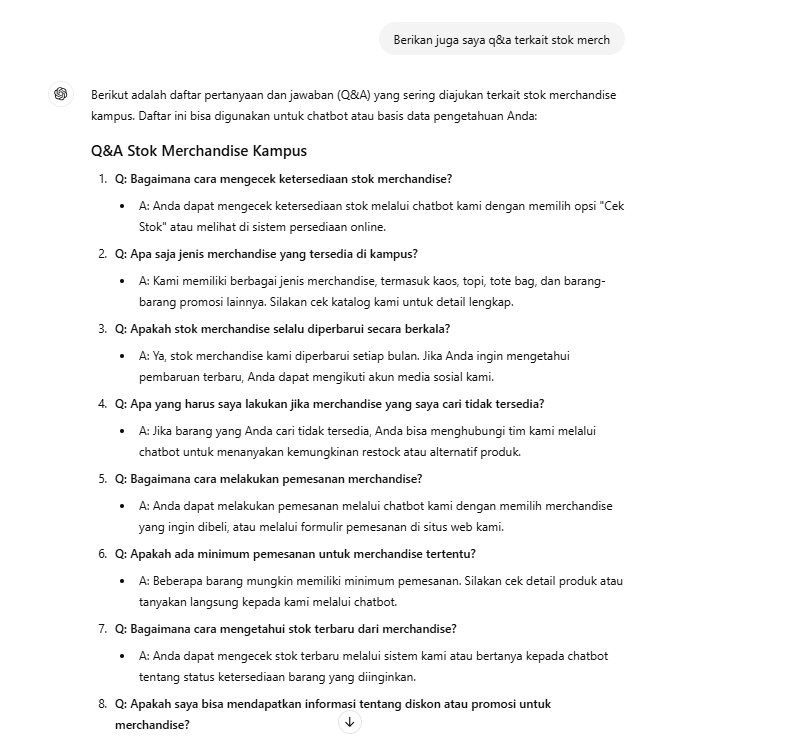 Berikan juga saya q&a terkait stok merch
Berikut adalah daftar pertanyaan dan jawaban (Q&A) yang sering diajukan terkait stok merchandise
kampus. Daftar ini bisa digunakan untuk chatbot atau basis data pengetahuan Anda:
Q&A Stok Merchandise Kampus
1. Q: Bagaimana cara mengecek ketersediaan stok merchandise?
• A: Anda dapat mengecek ketersediaan stok melalui chatbot kami dengan memilih opsi "Cek
Stok" atau melihat di sistem persediaan online.
2. Q: Apa saja jenis merchandise yang tersedia di kampus?
• A: Kami memiliki berbagai jenis merchandise, termasuk kaos, topi, tote bag, dan barang-
barang promosi lainnya. Silakan cek katalog kami untuk detail lengkap.
3. Q: Apakah stok merchandise selalu diperbarui secara berkala?
• A: Ya, stok merchandise kami diperbarui setiap bulan. Jika Anda ingin mengetahui
pembaruan terbaru, Anda dapat mengikuti akun media sosial kami.
4. Q: Apa yang harus saya lakukan jika merchandise yang saya cari tidak tersedia?
• A: Jika barang yang Anda cari tidak tersedia, Anda bisa menghubungi tim kami melalui
chatbot untuk menanyakan kemungkinan restock atau alternatif produk.
5. Q: Bagaimana cara melakukan pemesanan merchandise?
• A: Anda dapat melakukan pemesanan melalui chatbot kami dengan memilih merchandise
yang ingin dibeli, atau melalui formulir pemesanan di situs web kami.
6. Q: Apakah ada minimum pemesanan untuk merchandise tertentu?
• A: Beberapa barang mungkin memiliki minimum pemesanan. Silakan cek detail produk atau
tanyakan langsung kepada kami melalui chatbot.
7. Q: Bagaimana cara mengetahui stok terbaru dari merchandise?
• A: Anda dapat mengecek stok terbaru melalui sistem kami atau bertanya kepada chatbot
tentang status ketersediaan barang yang diinginkan.
8. Q: Apakah saya bisa mendapatkan informasi tentang diskon atau promosi untuk
merchandise?